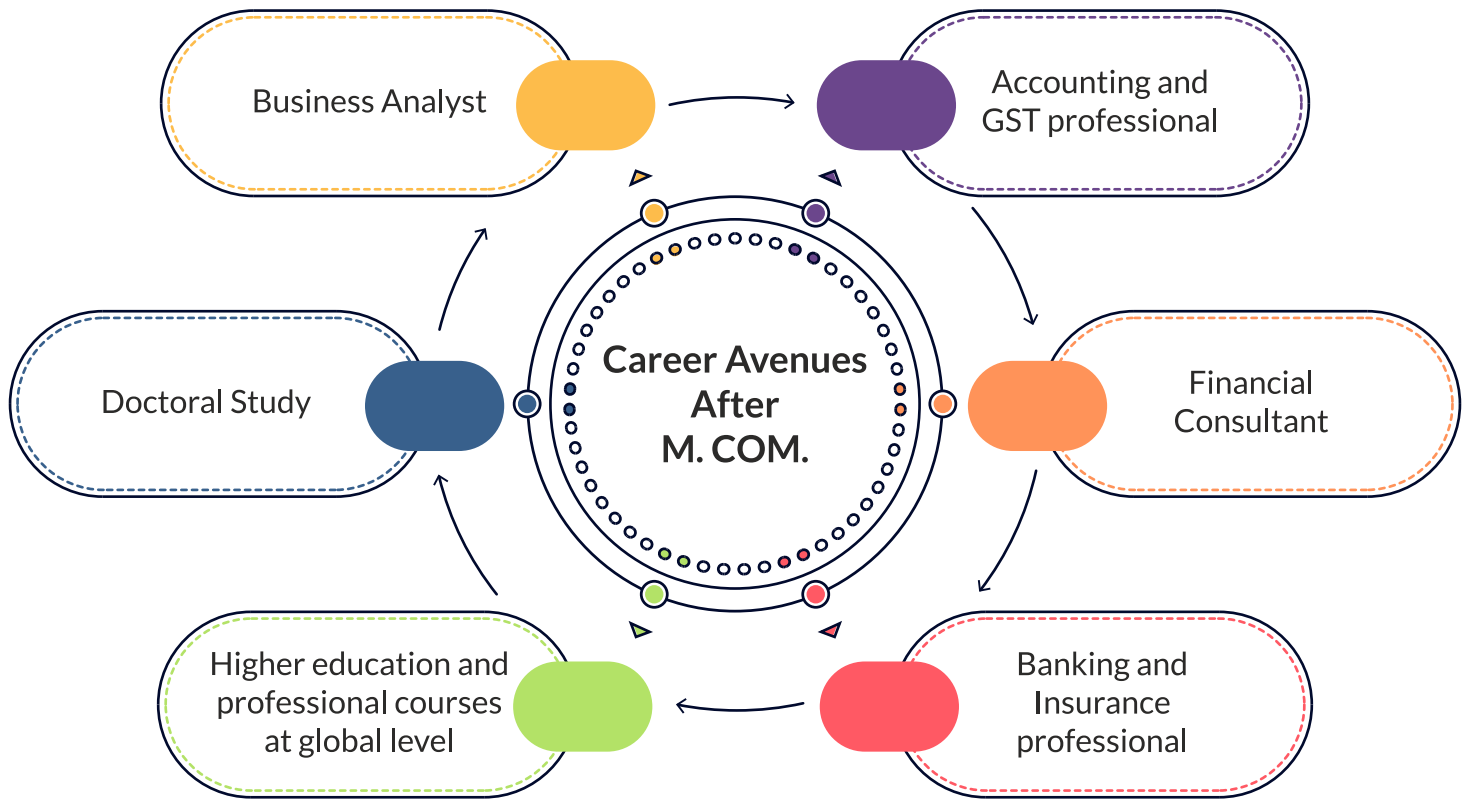 Business Analyst
Accounting and
GST professional
Career Avenues
After
M. COM.
Doctoral Study
Financial
Consultant
Higher education and
professional courses
at global level
Banking and
Insurance
professional